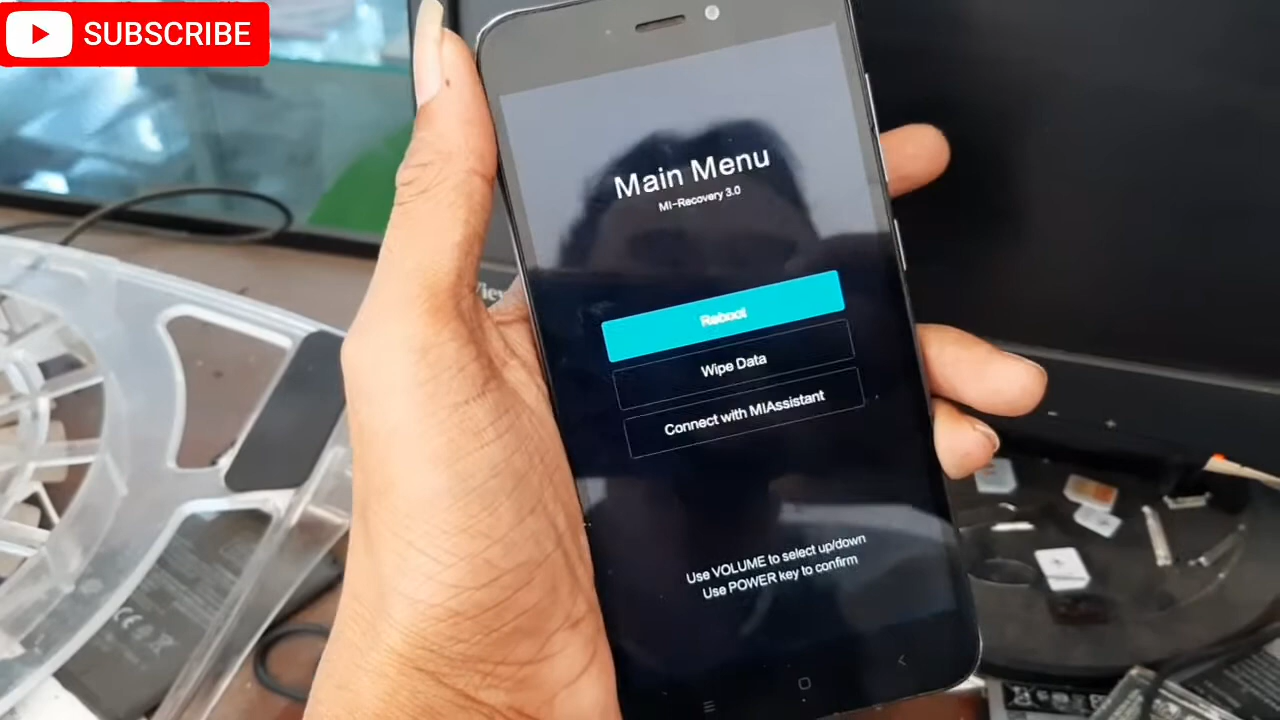 SUBSCRIBE
Main Menu
MI-Recovery 3.0
Reboot
Wipe Data
Connect with MIAssistant
Use VOLUME to select up/down
Use POWER key to confirm